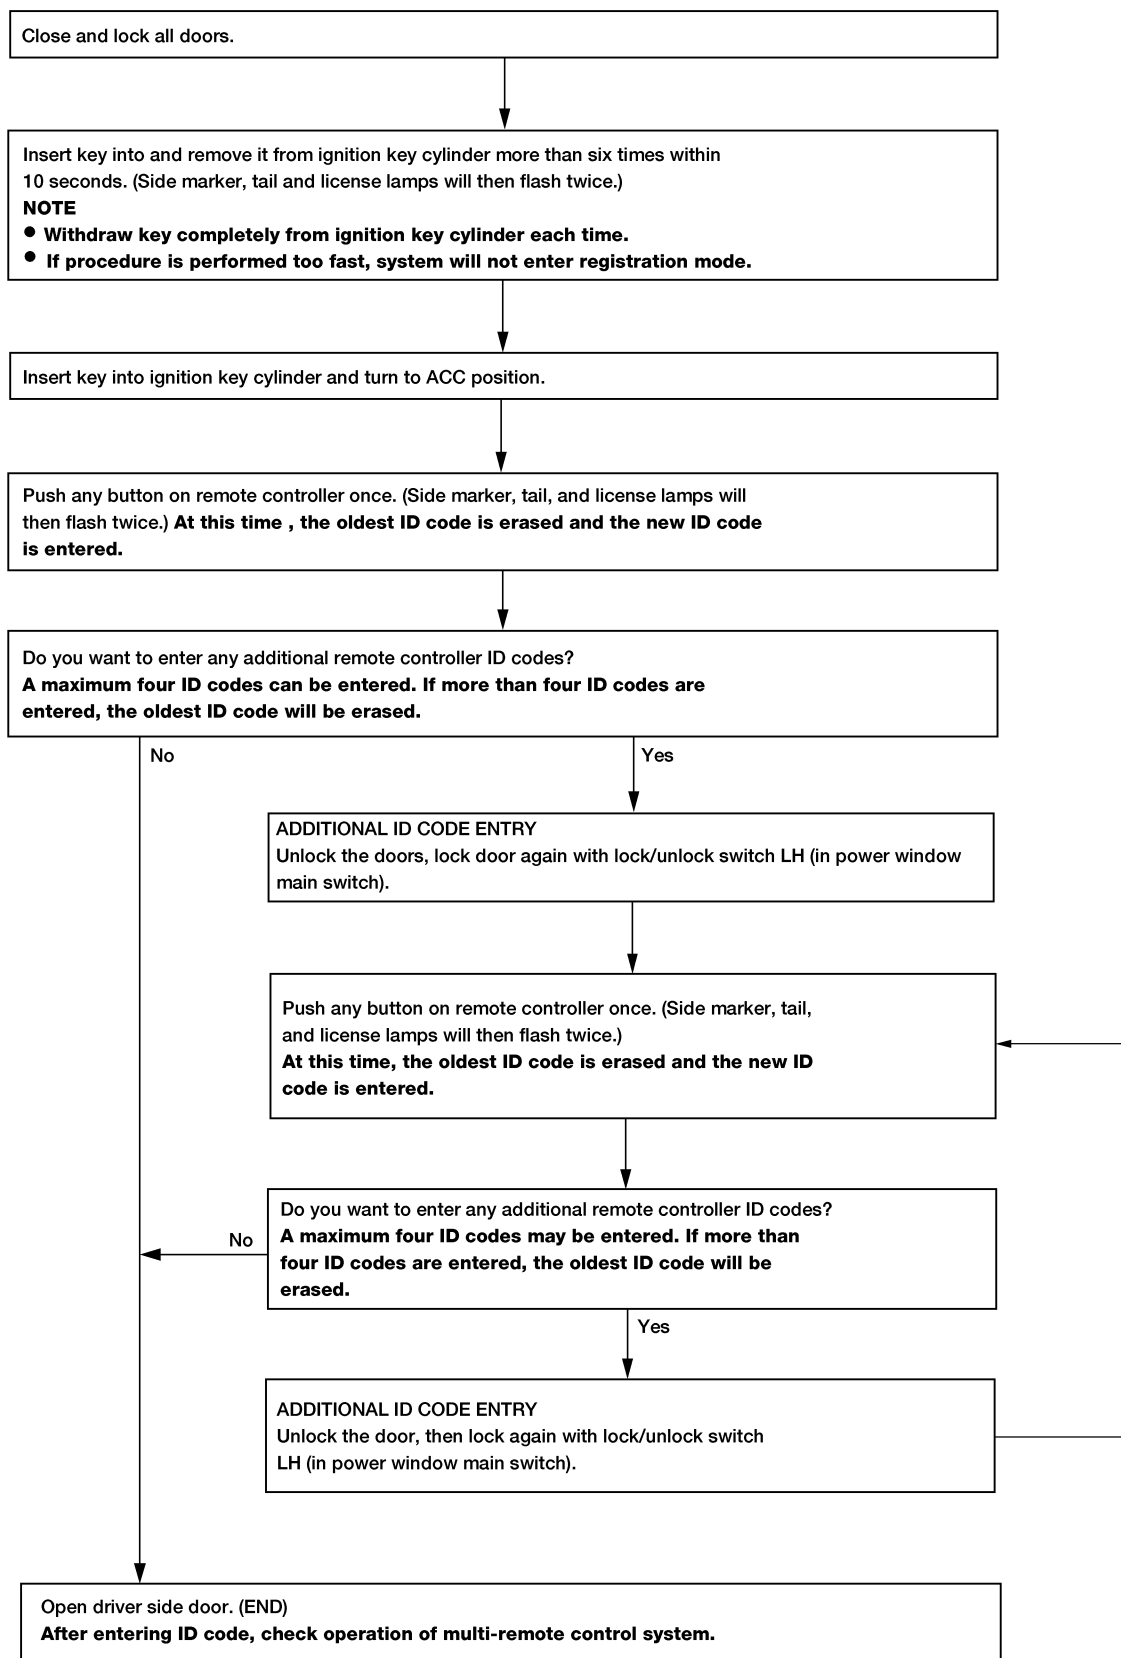 Close and lock all doors.
Insert key into and remove it from ignition key cylinder more than six times within
10 seconds. (Side marker, tail and license lamps will then flash twice.)
NOTE
● Withdraw key completely from ignition key cylinder each time.
● If procedure is performed too fast, system will not enter registration mode.
Insert key into ignition key cylinder and turn to ACC position.
Push any button on remote controller once. (Side marker, tail, and license lamps will
then flash twice.) At this time , the oldest ID code is erased and the new ID code
is entered.
Do you want to enter any additional remote controller ID codes?
A maximum four ID codes can be entered. If more than four ID codes are
entered, the oldest ID code will be erased.
No
Yes
ADDITIONAL ID CODE ENTRY
Unlock the doors, lock door again with lock/unlock switch LH (in power window
main switch).
Push any button on remote controller once. (Side marker, tail,
and license lamps will then flash twice.)
At this time, the oldest ID code is erased and the new ID
code is entered.
Do you want to enter any additional remote controller ID codes?
A maximum four ID codes may be entered. If more than
four ID codes are entered, the oldest ID code will be
erased.
No
Yes
ADDITIONAL ID CODE ENTRY
Unlock the door, then lock again with lock/unlock switch
LH (in power window main switch).
Open driver side door. (END)
After entering ID code, check operation of multi-remote control system.